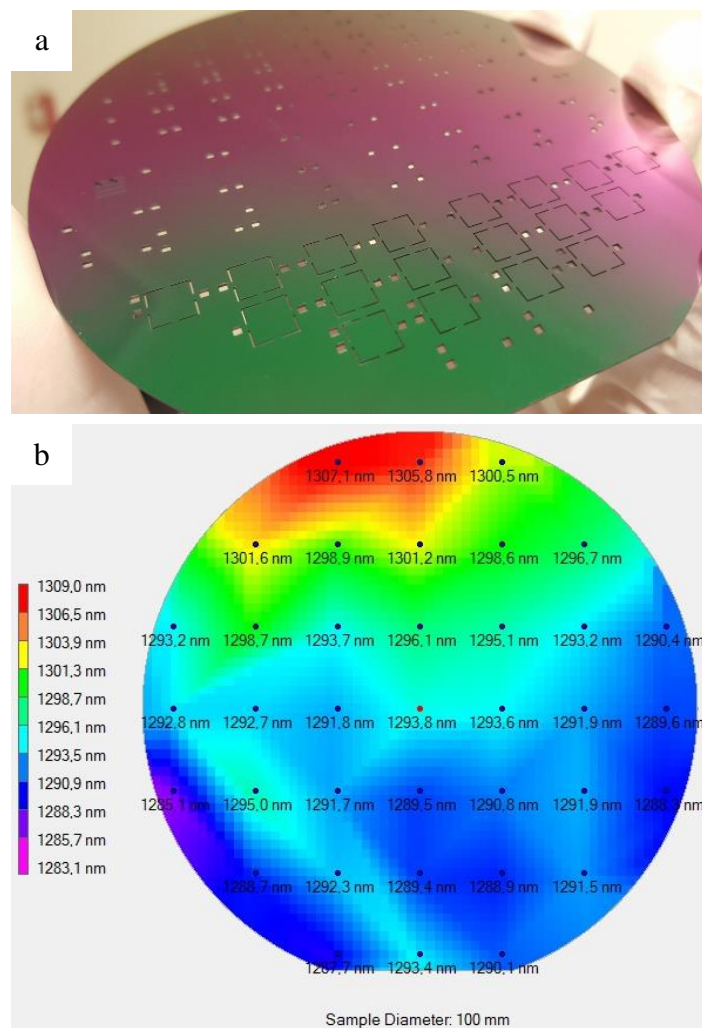 a
b
1307,1 nm 1305,8 nm 1300,5 nm
1301,6 nm 1298,9 nm 1301,2 nm 1298,6 nm 1296,7 nm
1309,0 nm
1306,5 nm
1303,9 nm
1301,3 nm
1298,7 nm
1296,1 nm
1293,5 nm
1290,9 nm
1288,3 nm
1285,7 nm
1283,1 nm
1293,2 nm 1298,7 nm 1293,7 nm 1296,1 nm 1295,1 nm 1293,2 nm 1290,4 nm
1292,8 nm 1292,7 nm 1291,8 nm 1293,8 nm 1293,6 nm 1291,9 nm 1289,6 nm
1285,1 nm 1295,0 nm 1291,7 nm 1289,5 nm 1290,8 nm 1291,9 nm 1288,3 nm
1288,7 nm 1292,3 nm 1289,4 nm 1288,9 nm 1291,5 nm
1287,7 nm 1293,4 nm 1290,1 nm
Sample Diameter: 100 mm